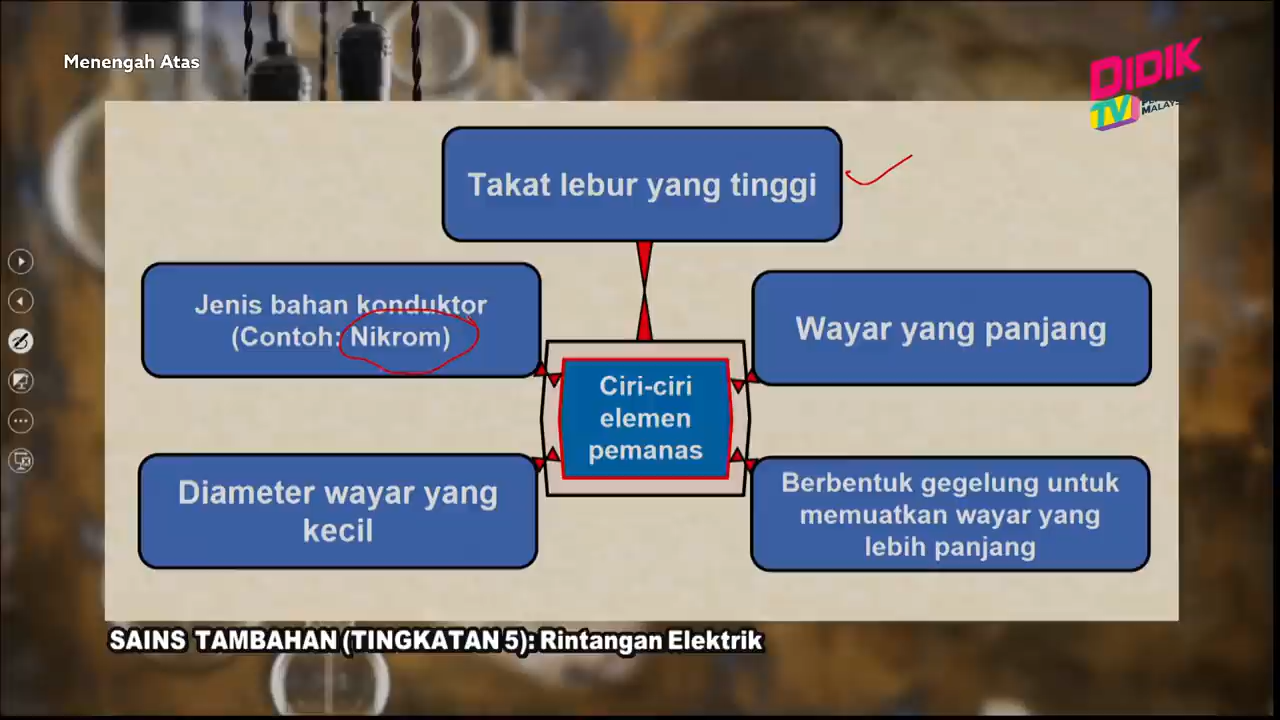 Menengah Atas
DIDIK
TV
MALAYS
Takat lebur yang tinggi
Jenis bahan konduktor
(Contoh: Nikrom)
Wayar yang panjang
Ciri-ciri
elemen
pemanas
Diameter wayar yang
kecil
Berbentuk gegelung untuk
memuatkan wayar yang
lebih panjang
SAINS TAMBAHAN (TINGKATAN 5): Rintangan Elektrik